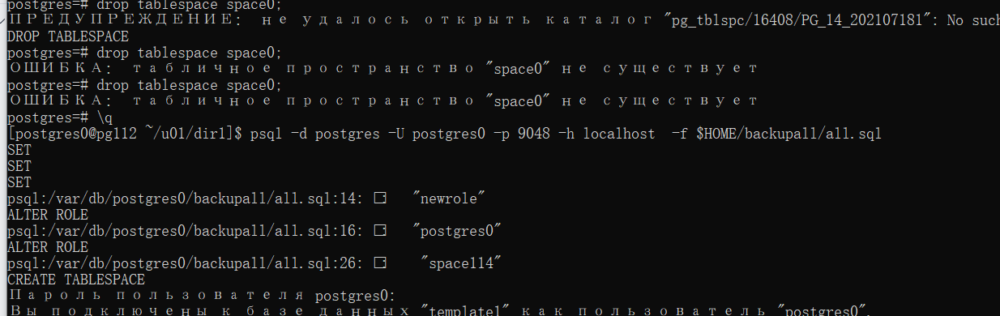 postgres=# drop tablespace space0;
ПРЕДУПРЕЖДЕНИЕ: не удалось открыть каталог "pg_tblspc/16408/PG_14_202107181": No such
DROP TABLESPACE
postgres=# drop tablespace space0;
ОШИБКА: табличное пространство "space0" не существует
postgres=# drop tablespace space0;
ОШИБКА: табличное пространство "space0" не существует
postgres=# \q
[postgres0@pg112 ~/u01/dir1]$ psql -d postgres -U postgres0 -p 9048 -h localhost -f $HOME/backupall/all.sql
SET
SET
SET
psql:/var/db/postgres0/backupall/all.sql:14: "newrole"
ALTER ROLE
psql:/var/db/postgres0/backupall/all.sql:16: "postgres0"
ALTER ROLE
psql:/var/db/postgres0/backupall/all.sql:26: "space114"
CREATE TABLESPACE
Пароль пользователя postgres0:
Вы подключены к базе данных "template1" как пользователь "postgres0".